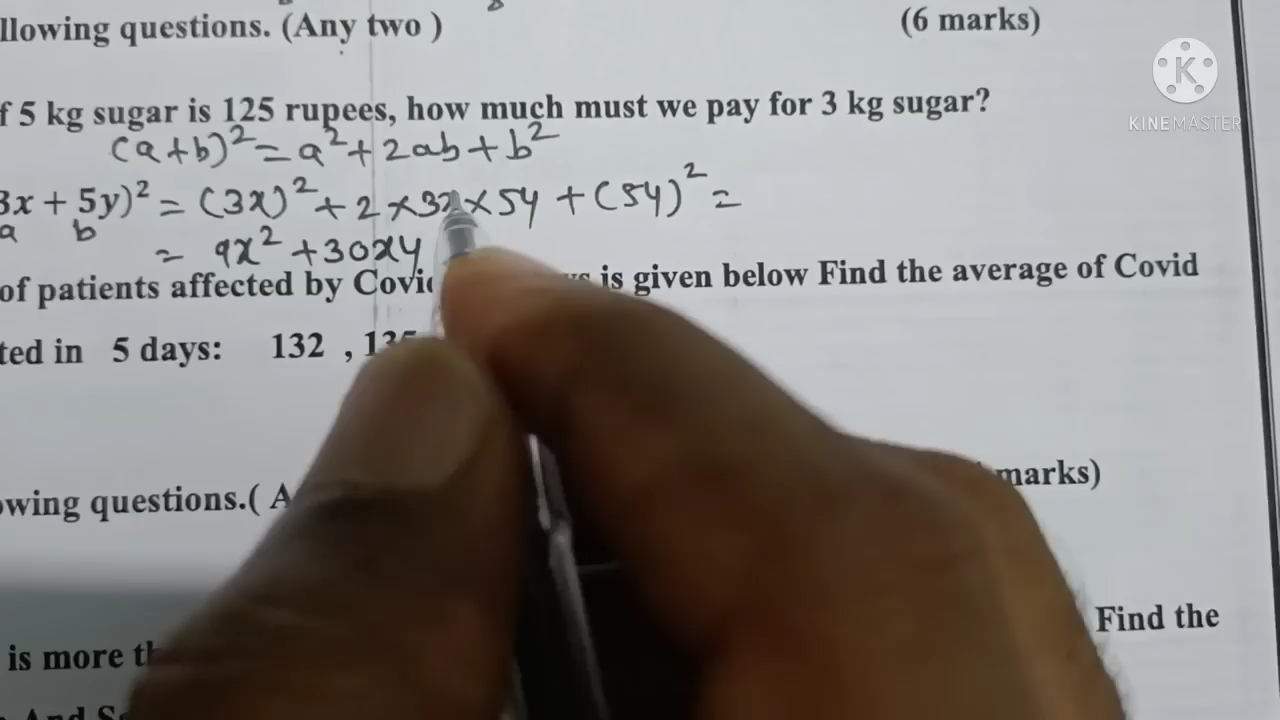 llowing questions. (Any two ) (6 marks)
K
KINEMASTER
f 5 kg sugar is 125 rupees, how much must we pay for 3 kg sugar?
(a+b)² = a² + 2ab + b²
3x + 5y)² = (3x)² + 2 × 3x × 5y + (5y)² =
a b
= 9x² + 30xy
of patients affected by Covi is given below Find the average of Covid
ted in 5 days: 132 , 135
owing questions.( A marks)
Find the
is more th
And S